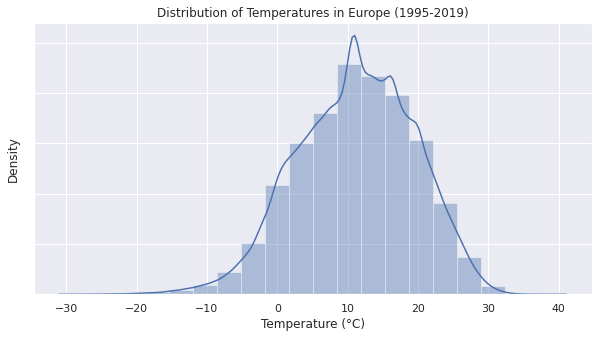 Distribution of Temperatures in Europe (1995-2019)
Density
−30 −20 −10 0 10 20 30 40
Temperature (°C)